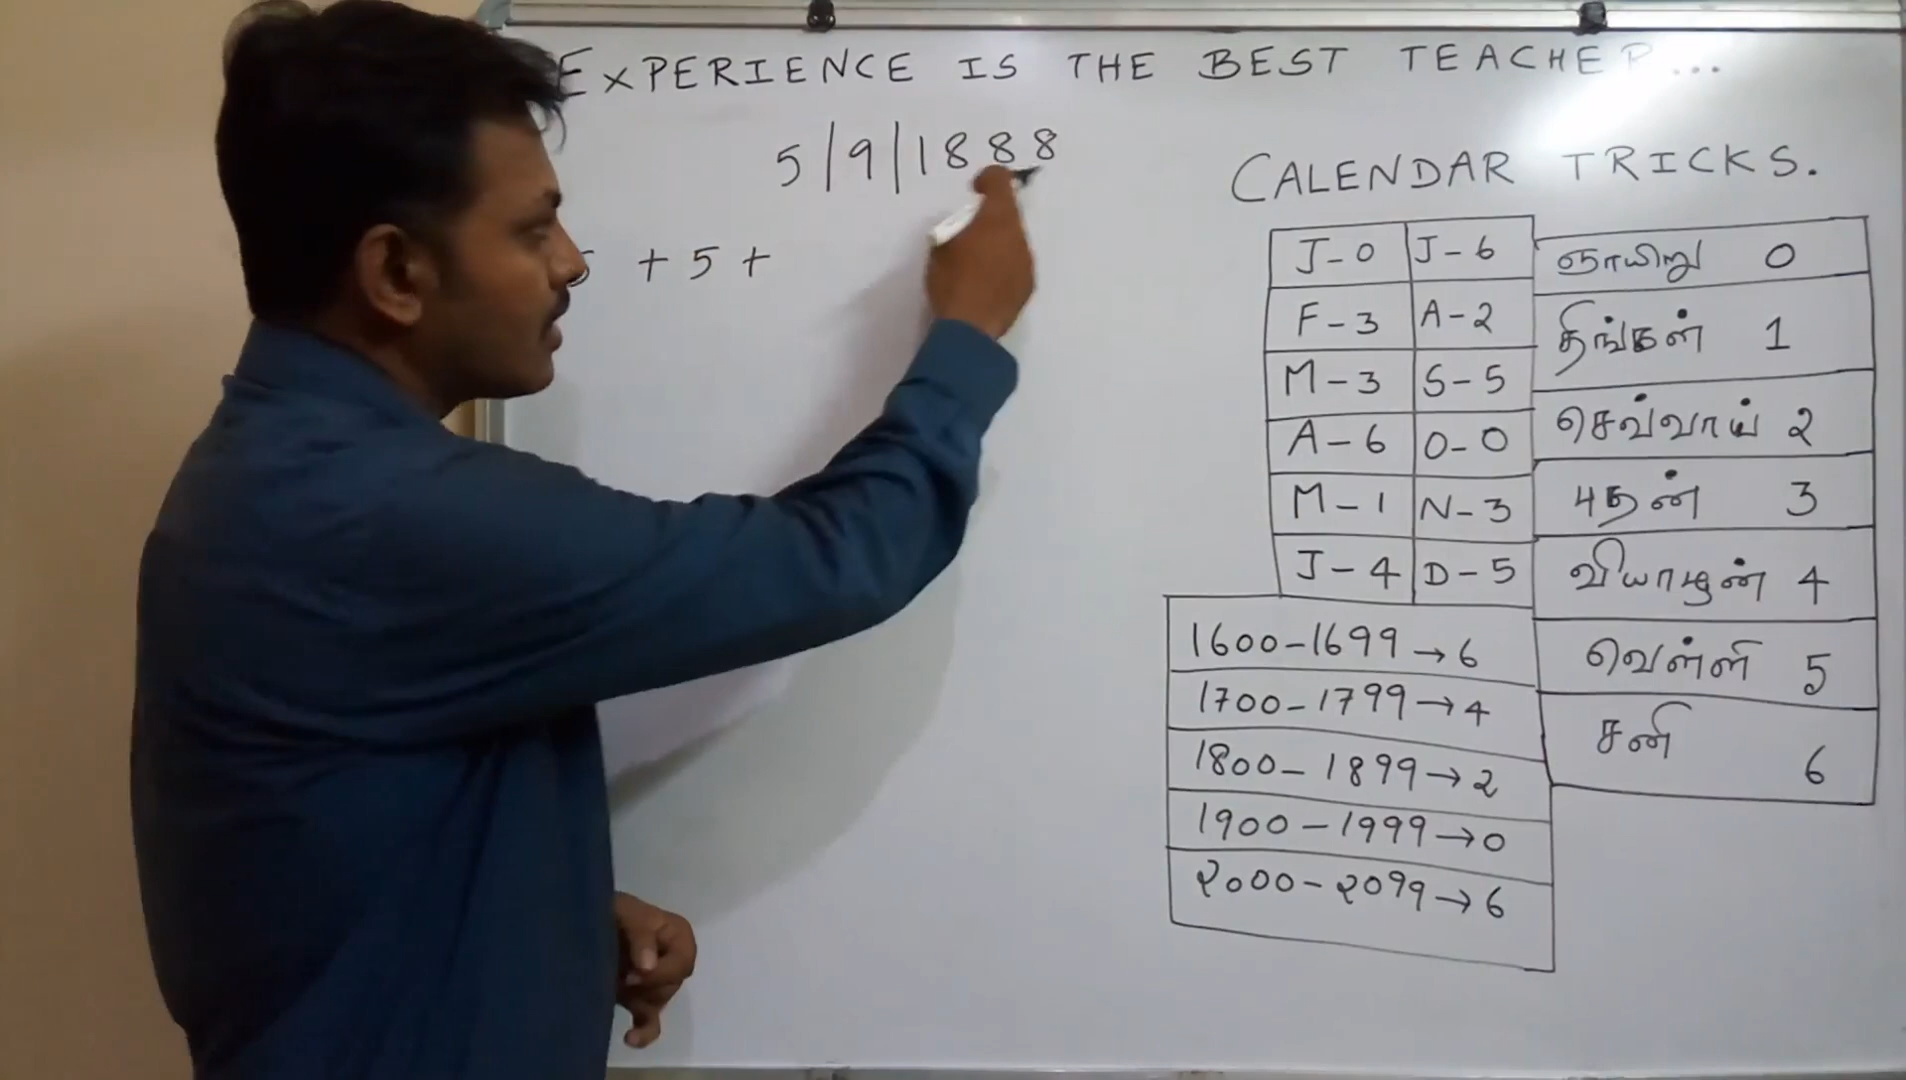 EXPERIENCE IS THE BEST TEACHER...
5/9/1888
5 + 5 +
CALENDAR TRICKS.
J-0 J-6
F-3 A-2
M-3 S-5
A-6 O-0
M-1 N-3
J-4 D-5
ஞாயிறு 0
திங்கள் 1
செவ்வாய் 2
புதன் 3
வியாழன் 4
வெள்ளி 5
சனி 6
1600-1699→6
1700-1799→4
1800-1899→2
1900-1999→0
2000-2099→6